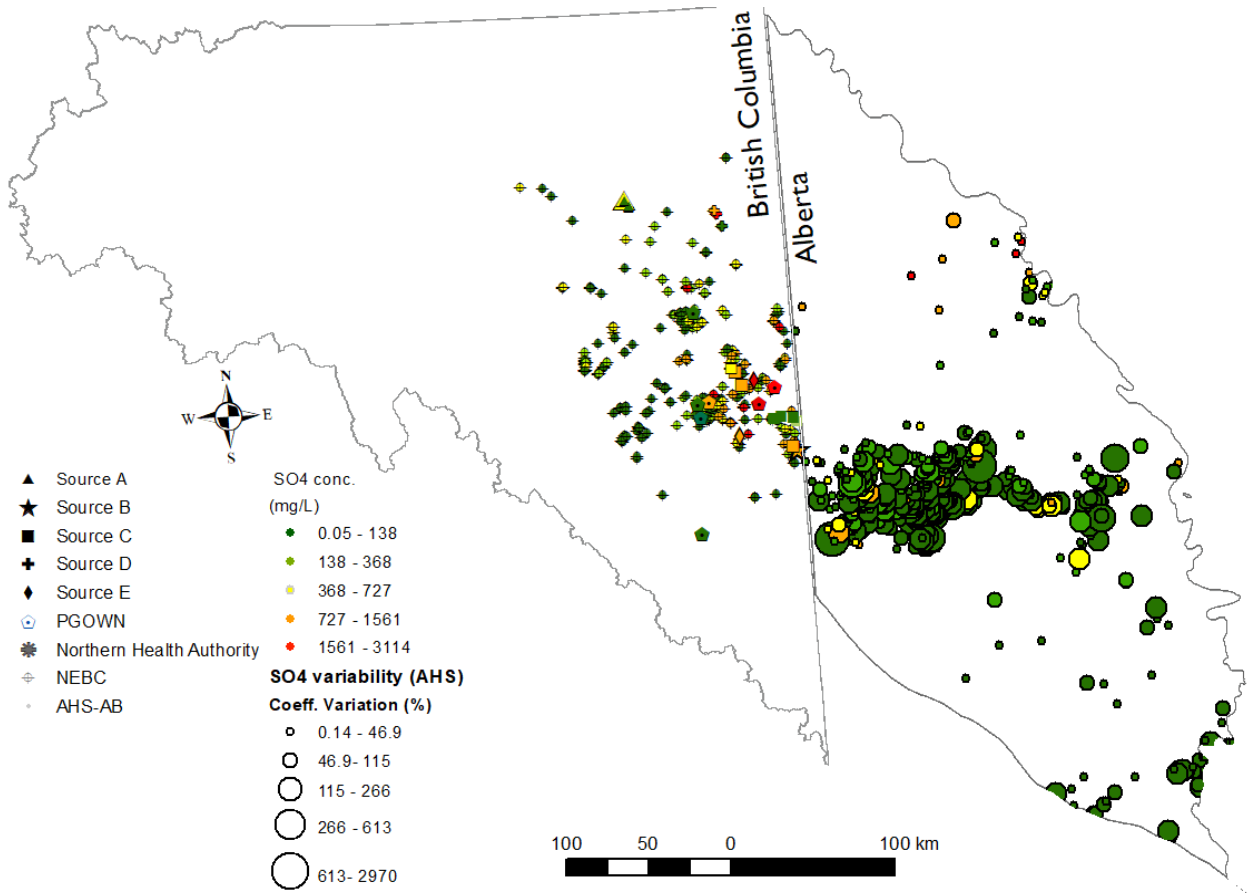 British Columbia
Alberta
N
W
E
S
Source A
Source B
Source C
Source D
Source E
PGOWN
Northern Health Authority
NEBC
AHS-AB
SO4 conc.
(mg/L)
0.05 - 138
138 - 368
368 - 727
727 - 1561
1561 - 3114
SO4 variability (AHS)
Coeff. Variation (%)
0.14 - 46.9
46.9- 115
115 - 266
266 - 613
613- 2970
100 50 0 100 km